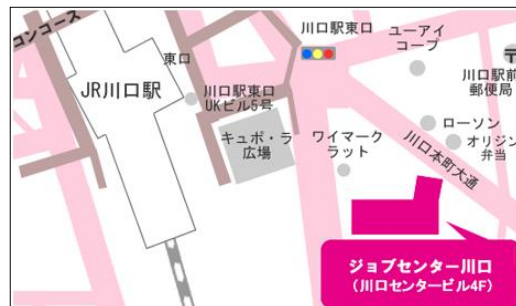 コンコース
JR川口駅
東口
川口駅東口
UKビル5号
キュポ・ラ
広場
川口駅東口
ユーアイ
コープ
〒
川口駅前
郵便局
ワイマーク
ラット
ローソン
オリジン
弁当
川口本町大通
ジョブセンター川口
（川口センタービル4F）